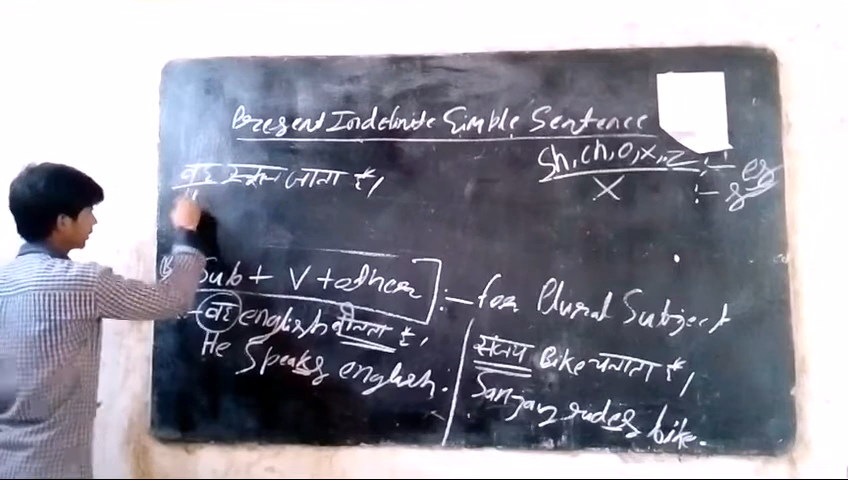 Present Indefinite Simple Sentence
sh, ch, o, x, z :- es
x :- s
वह स्कूल जाता है,
Sub + V + other :- for Plural Subject
वह english बोलता है,
He Speaks english.
संजय Bike चलाता है,
Sanjay rides bike.